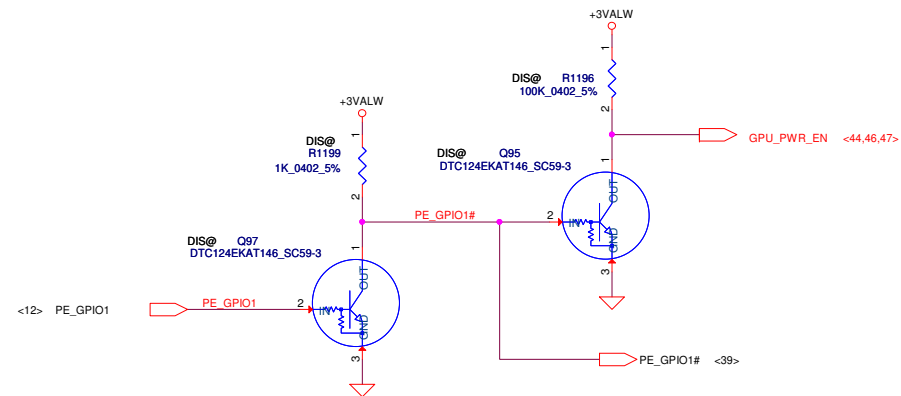 +3VALW
1
DIS@ R1196
100K_0402_5%
2
GPU_PWR_EN <44,46,47>
+3VALW
1
DIS@
R1199
1K_0402_5%
2
DIS@ Q95
DTC124EKAT146_SC59-3
1
OUT
2
IN
GND
3
PE_GPIO1#
DIS@ Q97
DTC124EKAT146_SC59-3
1
OUT
<12> PE_GPIO1
PE_GPIO1
2
IN
GND
3
PE_GPIO1# <39>